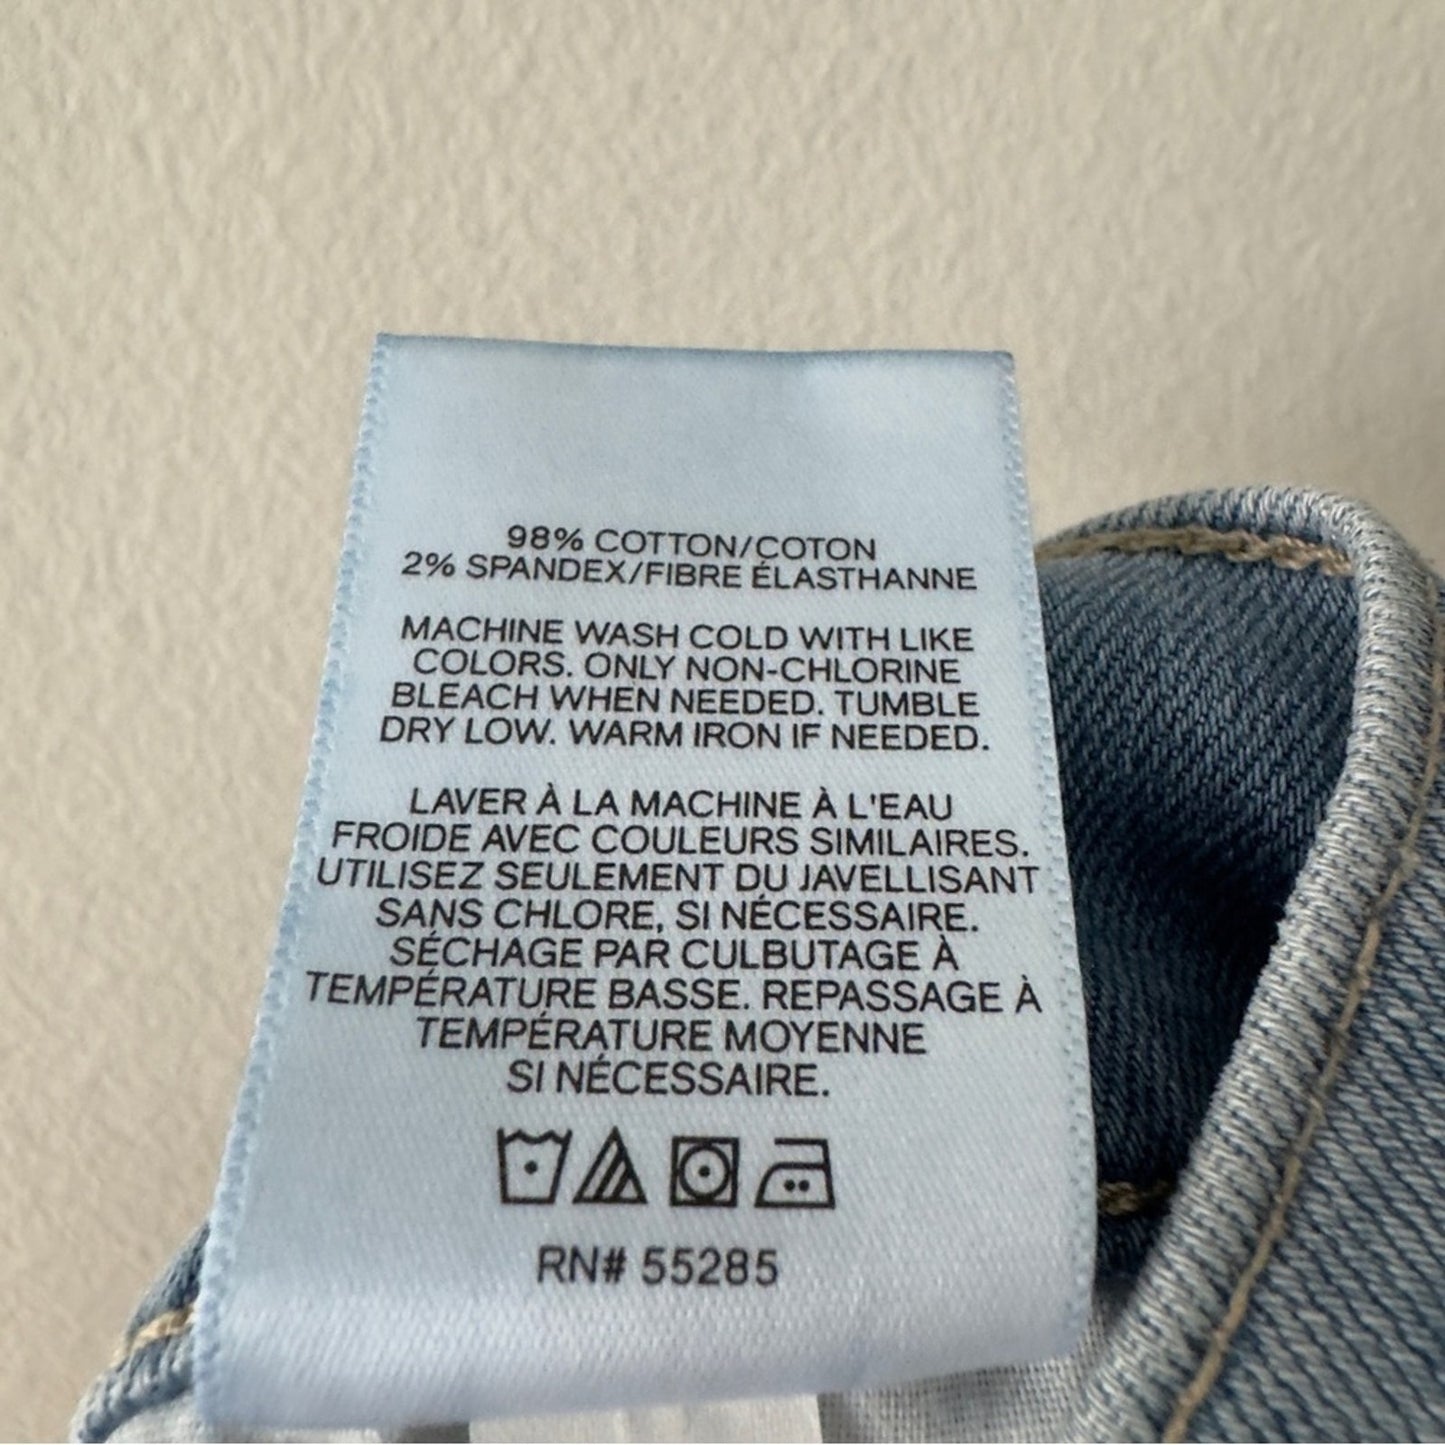 98% COTTON/COTON
2% SPANDEX/FIBRE ÉLASTHANNE
MACHINE WASH COLD WITH LIKE
COLORS. ONLY NON-CHLORINE
BLEACH WHEN NEEDED. TUMBLE
DRY LOW. WARM IRON IF NEEDED.
LAVER À LA MACHINE À L'EAU
FROIDE AVEC COULEURS SIMILAIRES.
UTILISEZ SEULEMENT DU JAVELLISANT
SANS CHLORE, SI NÉCESSAIRE.
SÉCHAGE PAR CULBUTAGE À
TEMPÉRATURE BASSE. REPASSAGE À
TEMPÉRATURE MOYENNE
SI NÉCESSAIRE.
RN# 55285